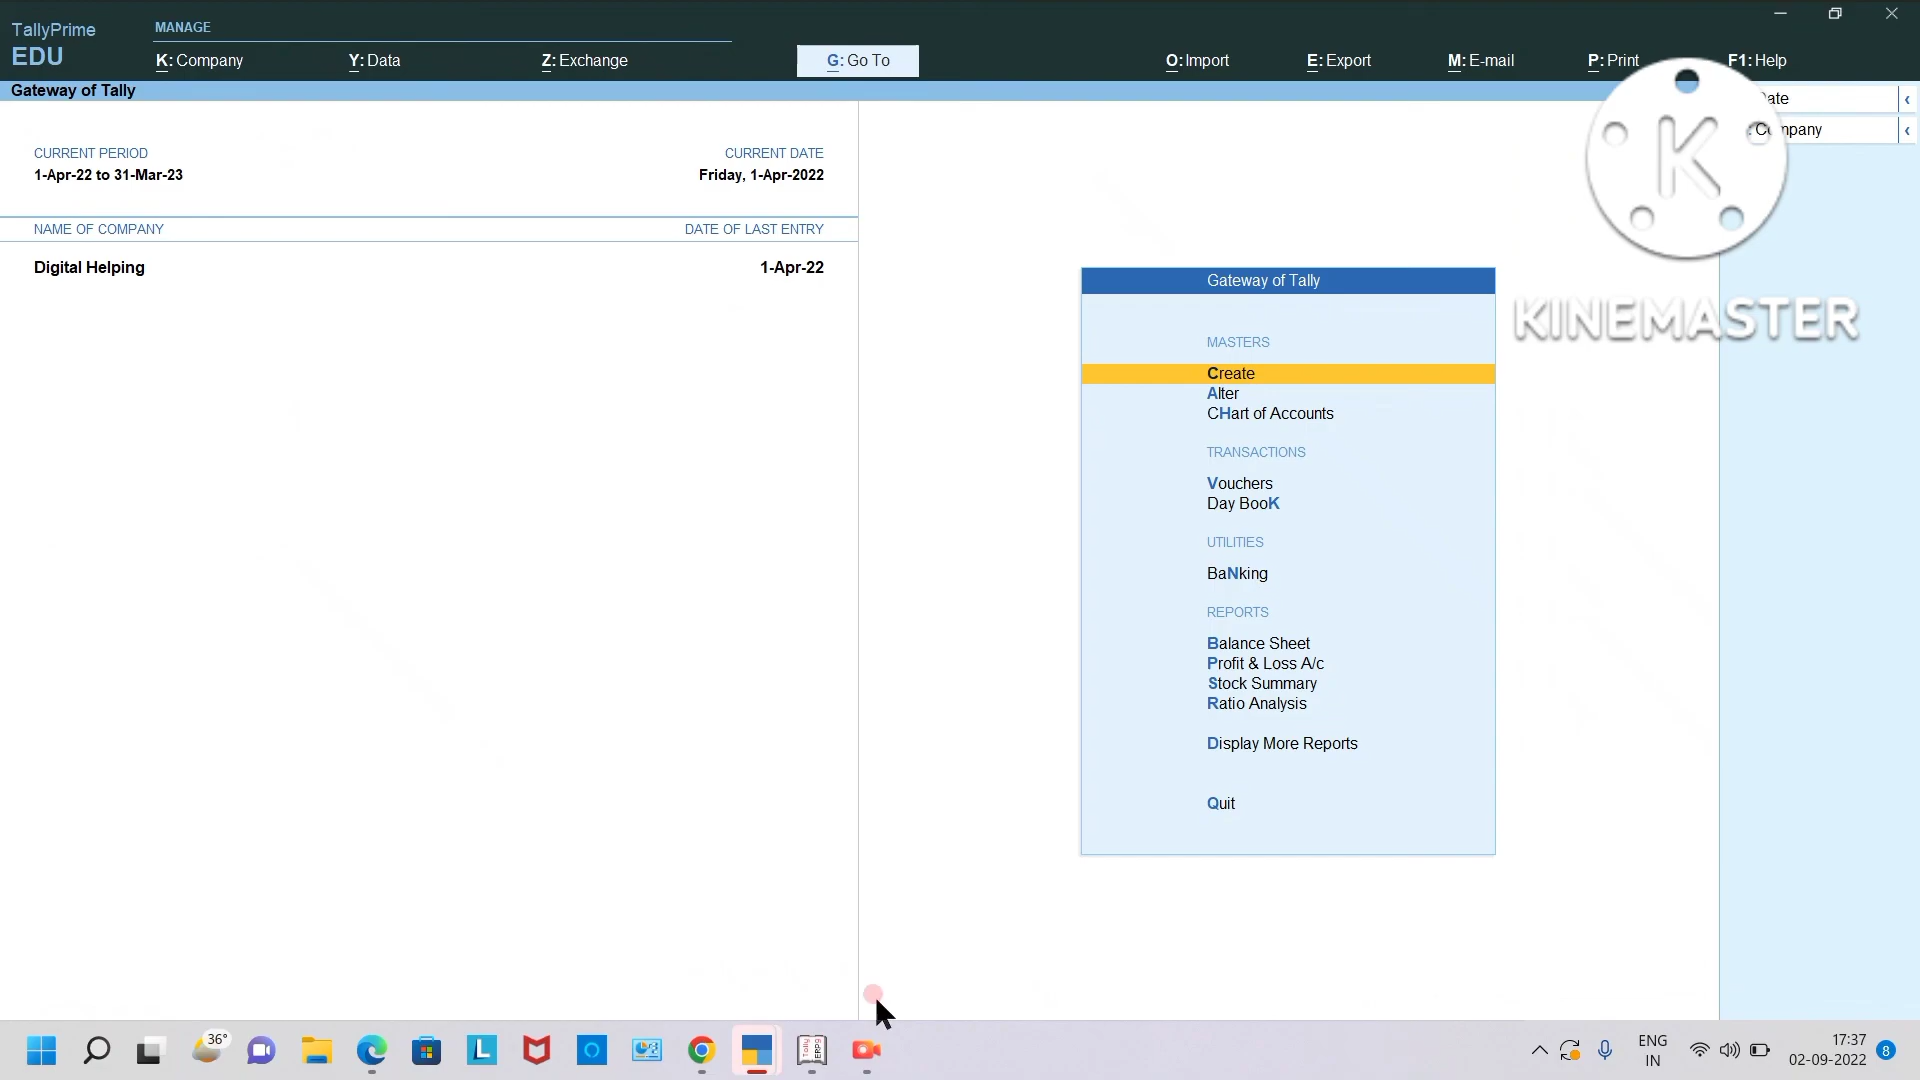 TallyPrime
EDU
MANAGE
K: Company
Y: Data
Z: Exchange
G: Go To
O: Import
E: Export
M: E-mail
P: Print
F1: Help
Gateway of Tally
Company
CURRENT PERIOD
CURRENT DATE
1-Apr-22 to 31-Mar-23
Friday, 1-Apr-2022
NAME OF COMPANY
DATE OF LAST ENTRY
Digital Helping
1-Apr-22
Gateway of Tally
MASTERS
Create
Alter
CHart of Accounts
TRANSACTIONS
Vouchers
Day BooK
UTILITIES
BaNking
REPORTS
Balance Sheet
Profit & Loss A/c
Stock Summary
Ratio Analysis
Display More Reports
Quit
K
KINEMASTER
36°
L
Tally
ERP9
ENG
IN
17:37
02-09-2022
8